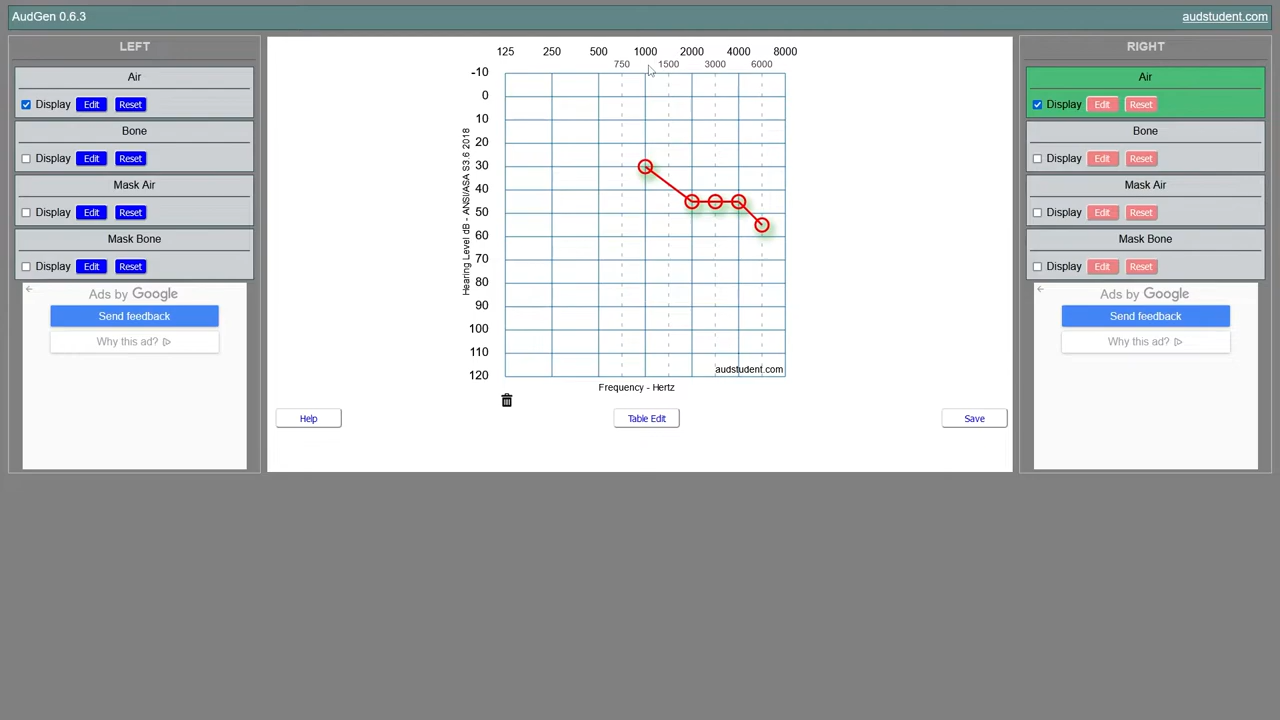 AudGen 0.6.3
audstudent.com
LEFT
Air
Display Edit Reset
Bone
Display Edit Reset
Mask Air
Display Edit Reset
Mask Bone
Display Edit Reset
Ads by Google
Send feedback
Why this ad?
125 250 500 1000 2000 4000 8000
750 1500 3000 6000
-10
0
10
20
30
40
50
60
70
80
90
100
110
120
Hearing Level dB - ANSI/ASA S3.6 2018
audstudent.com
Frequency - Hertz
Help
Table Edit
Save
RIGHT
Air
Display Edit Reset
Bone
Display Edit Reset
Mask Air
Display Edit Reset
Mask Bone
Display Edit Reset
Ads by Google
Send feedback
Why this ad?